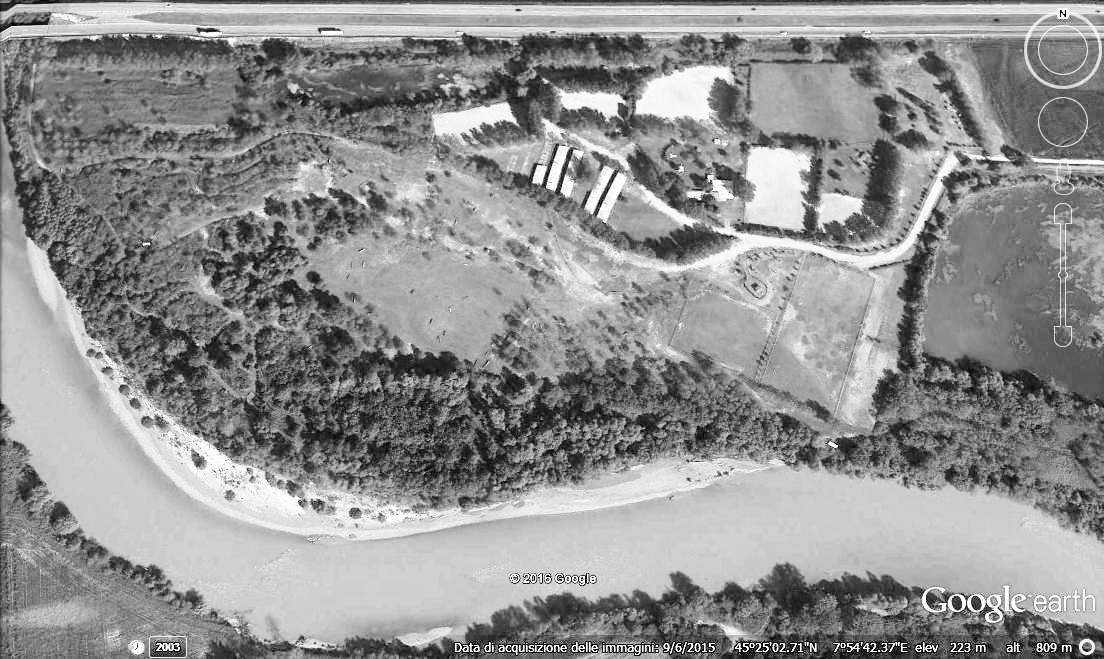 N
© 2016 Google
Google earth
2003
Data di acquisizione delle immagini: 9/6/2015 45°25'02.71"N 7°54'42.37"E elev 223 m alt 809 m